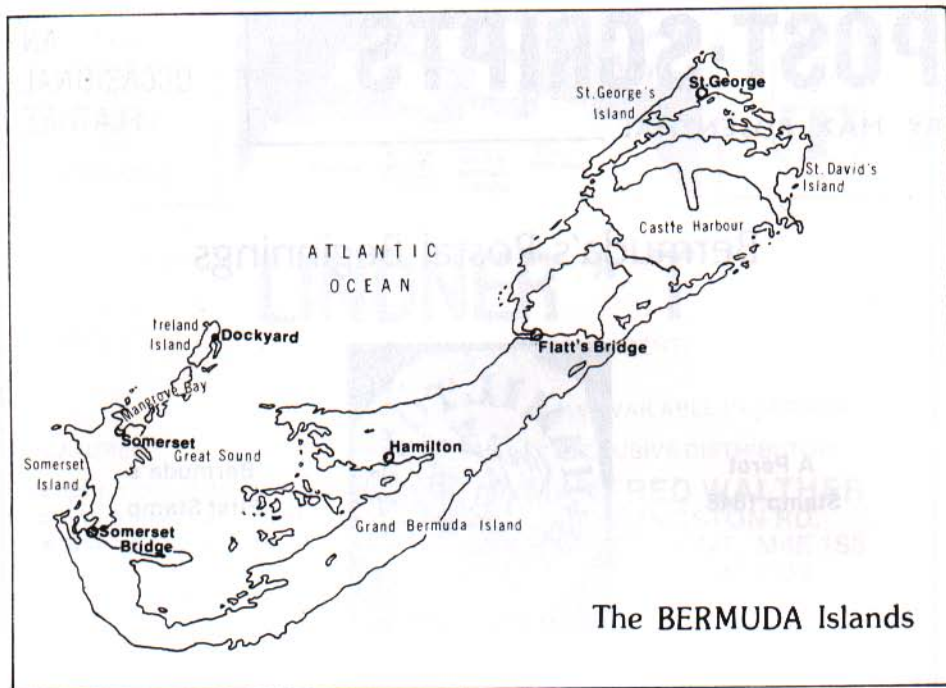 St. George
St. George's
Island
St. David's
Island
Castle Harbour
ATLANTIC
OCEAN
Ireland
Island
Dockyard
Flatt's Bridge
Mangrove Bay
Somerset
Great Sound
Hamilton
Somerset
Island
Grand Bermuda Island
Somerset
Bridge
The BERMUDA Islands